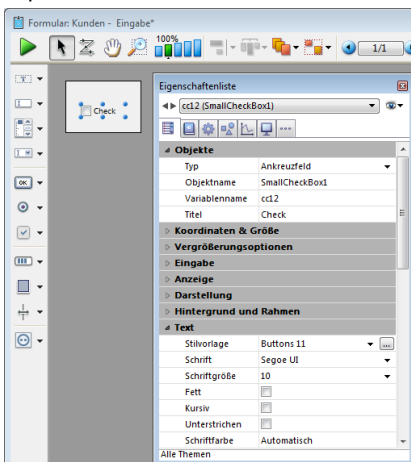 Formular: Kunden - Eingabe*
100%
1/1
Check
Eigenschaftenliste
cc12 (SmallCheckBox1)
Objekte
Typ Ankreuzfeld
Objektname SmallCheckBox1
Variablenname cc12
Titel Check
Koordinaten & Größe
Vergrößerungsoptionen
Eingabe
Anzeige
Darstellung
Hintergrund und Rahmen
Text
Stilvorlage Buttons 11 ...
Schrift Segoe UI
Schriftgröße 10
Fett
Kursiv
Unterstrichen
Schriftfarbe Automatisch
Alle Themen
OK